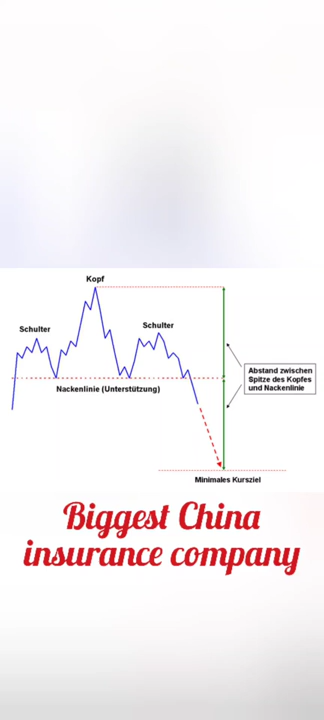 Kopf
Schulter
Schulter
Abstand zwischen
Spitze des Kopfes
und Nackenlinie
Nackenlinie (Unterstützung)
Minimales Kursziel
Biggest China
insurance company